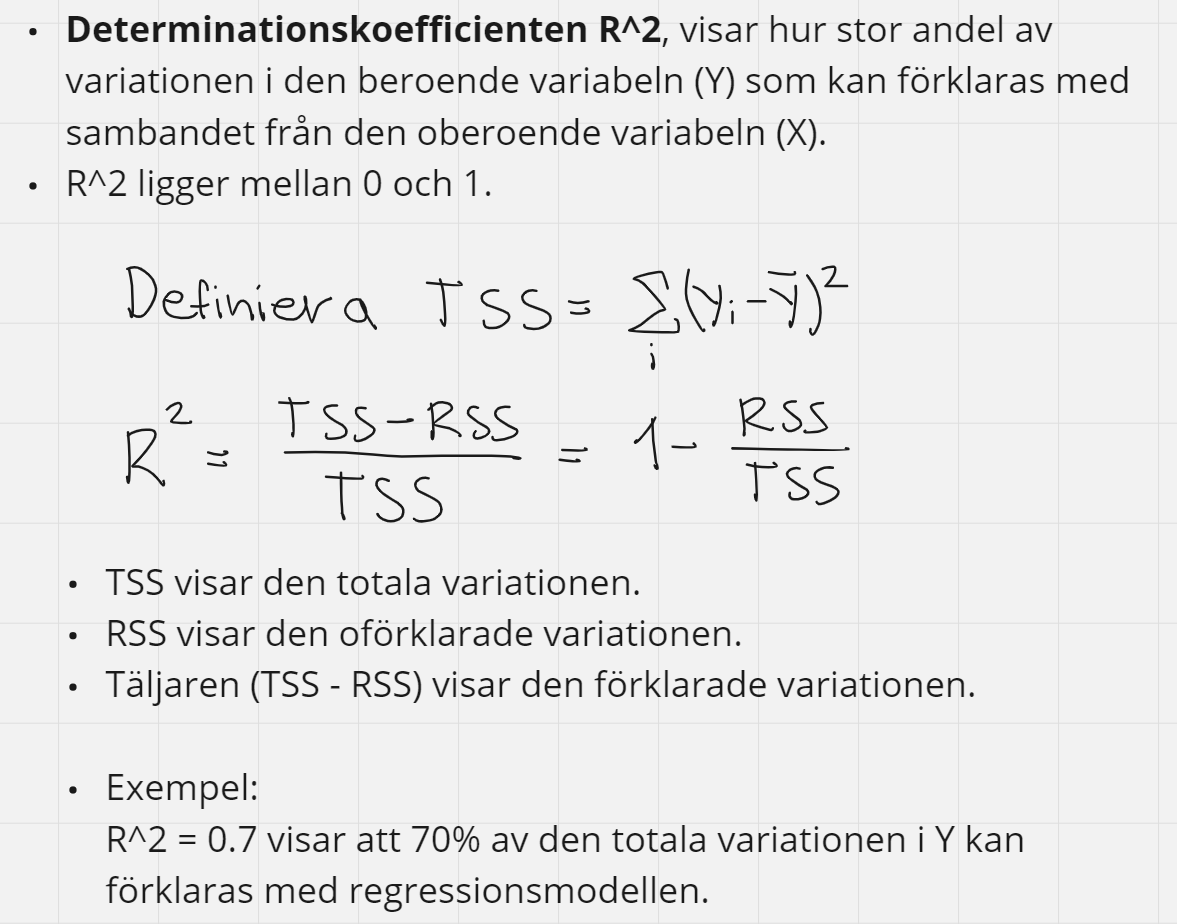 • Determinationskoefficienten R^2, visar hur stor andel av
variationen i den beroende variabeln (Y) som kan förklaras med
sambandet från den oberoende variabeln (X).
• R^2 ligger mellan 0 och 1.
Definiera TSS = ∑(yᵢ - ȳ)²
i
R² = TSS - RSS / TSS = 1 - RSS / TSS
• TSS visar den totala variationen.
• RSS visar den oförklarade variationen.
• Täljaren (TSS - RSS) visar den förklarade variationen.
• Exempel:
R^2 = 0.7 visar att 70% av den totala variationen i Y kan
förklaras med regressionsmodellen.